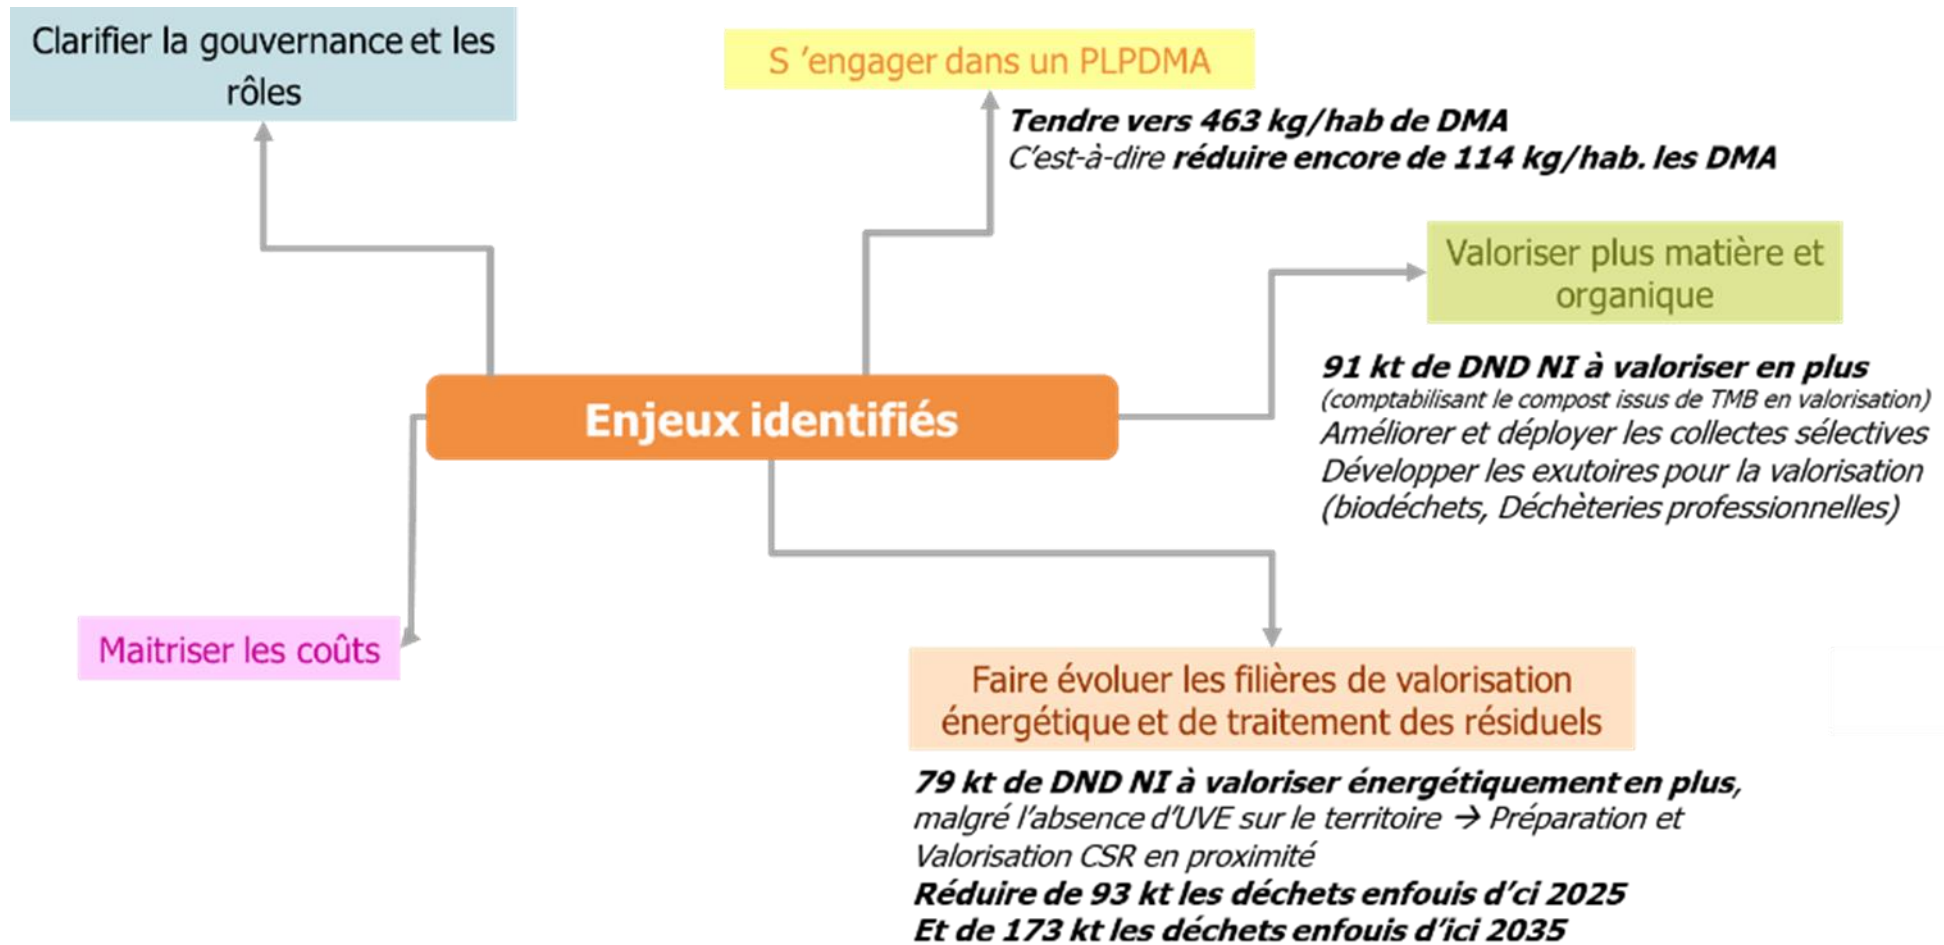 Clarifier la gouvernance et les
rôles
S ’engager dans un PLPDMA
Tendre vers 463 kg/hab de DMA
C’est-à-dire réduire encore de 114 kg/hab. les DMA
Valoriser plus matière et
organique
91 kt de DND NI à valoriser en plus
(comptabilisant le compost issus de TMB en valorisation)
Améliorer et déployer les collectes sélectives
Développer les exutoires pour la valorisation
(biodéchets, Déchèteries professionnelles)
Enjeux identifiés
Maitriser les coûts
Faire évoluer les filières de valorisation
énergétique et de traitement des résiduels
79 kt de DND NI à valoriser énergétiquement en plus,
malgré l’absence d’UVE sur le territoire → Préparation et
Valorisation CSR en proximité
Réduire de 93 kt les déchets enfouis d’ci 2025
Et de 173 kt les déchets enfouis d’ici 2035